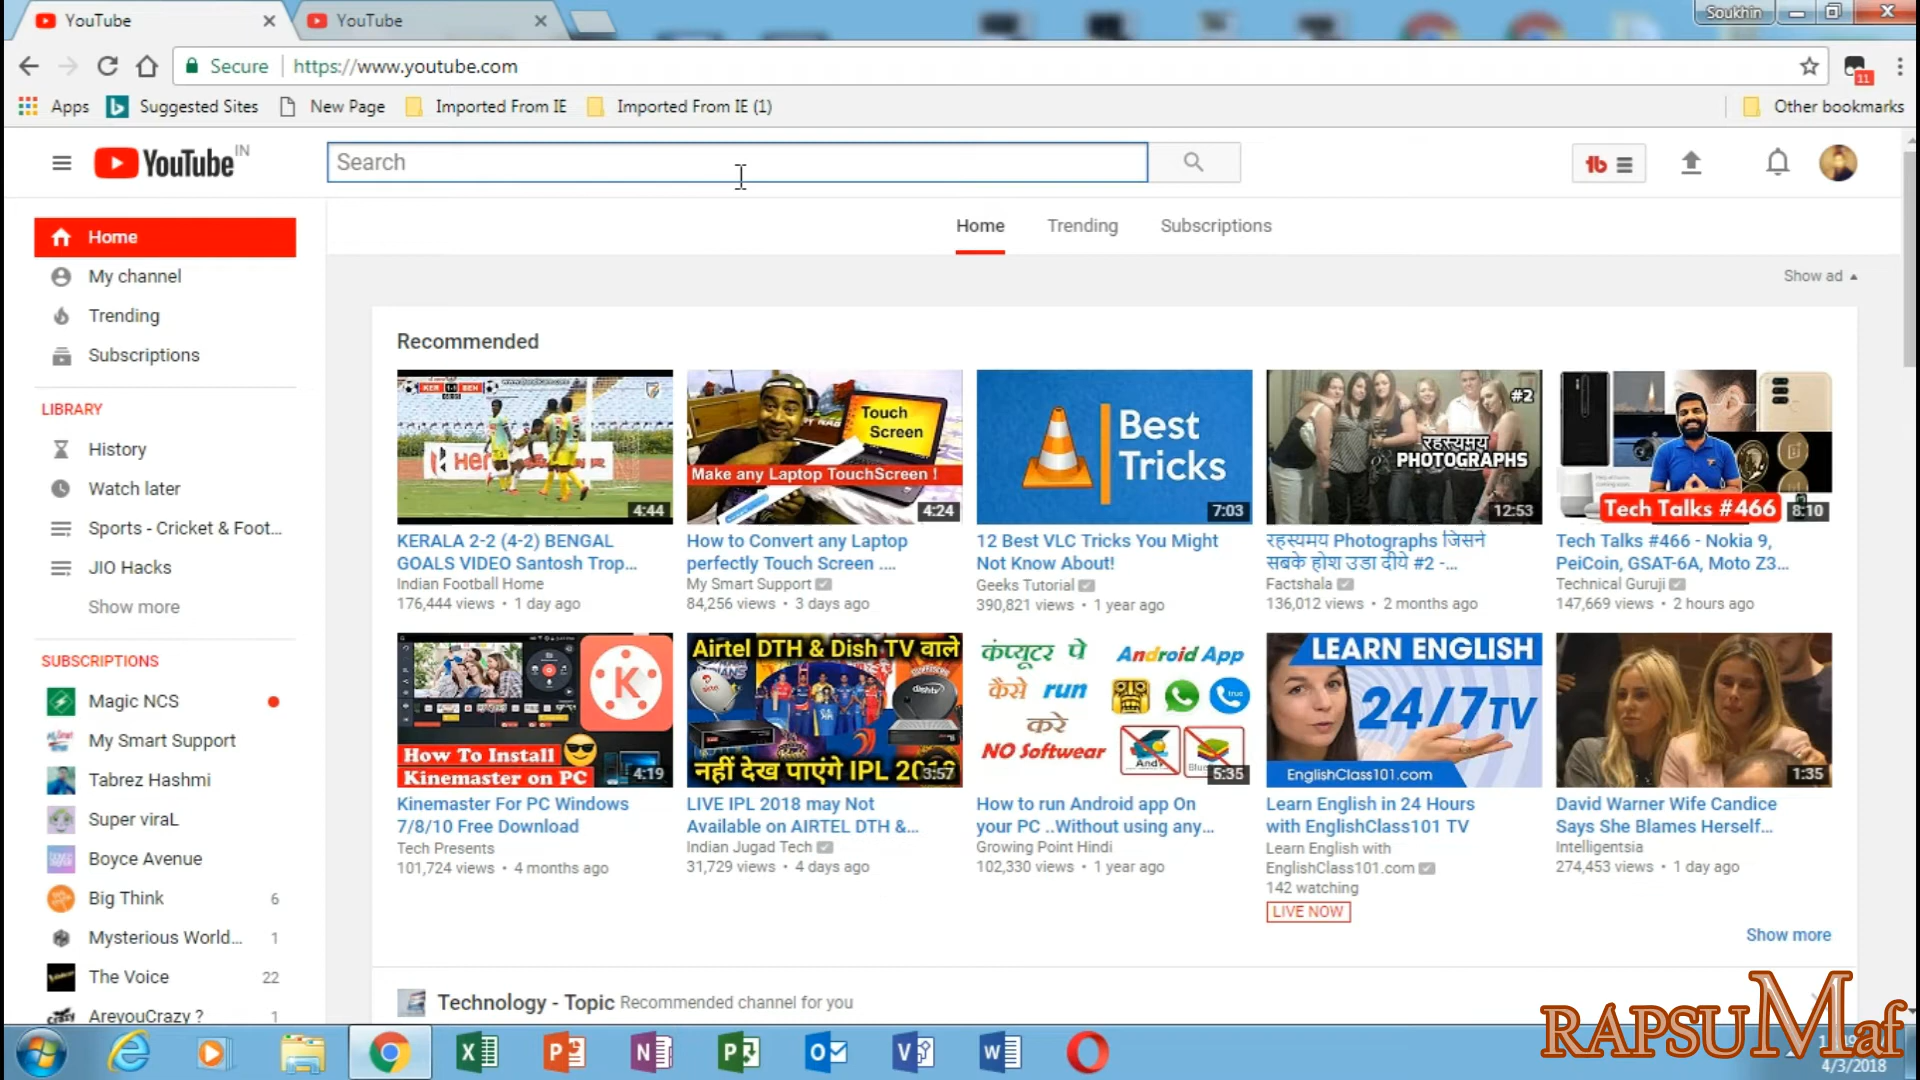 YouTube
YouTube
Soukhin
Secure
https://www.youtube.com
11
Apps
Suggested Sites
New Page
Imported From IE
Imported From IE (1)
Other bookmarks
YouTube IN
Search
Home
Trending
Subscriptions
Show ad
Home
My channel
Trending
Subscriptions
LIBRARY
History
Watch later
Sports - Cricket & Foot...
JIO Hacks
Show more
SUBSCRIPTIONS
Magic NCS
My Smart Support
Tabrez Hashmi
Super viraL
Boyce Avenue
Big Think 6
Mysterious World... 1
The Voice 22
AreyouCrazy ? 1
Recommended
KER 1-1 BEN
Hero
4:44
KERALA 2-2 (4-2) BENGAL
GOALS VIDEO Santosh Trop...
Indian Football Home
176,444 views • 1 day ago
Touch
Screen
Make any Laptop TouchScreen !
4:24
How to Convert any Laptop
perfectly Touch Screen ....
My Smart Support
84,256 views • 3 days ago
Best
Tricks
7:03
12 Best VLC Tricks You Might
Not Know About!
Geeks Tutorial
390,821 views • 1 year ago
#2
रहस्यमय
PHOTOGRAPHS
12:53
रहस्यमय Photographs जिसने
सबके होश उडा दीये #2 -...
Factshala
136,012 views • 2 months ago
Tech Talks #466
8:10
Tech Talks #466 - Nokia 9,
PeiCoin, GSAT-6A, Moto Z3...
Technical Guruji
147,669 views • 2 hours ago
K
How To Install
Kinemaster on PC
4:19
Kinemaster For PC Windows
7/8/10 Free Download
Tech Presents
101,724 views • 4 months ago
Airtel DTH & Dish TV वाले
dishtv
नहीं देख पाएंगे IPL 2018
3:57
LIVE IPL 2018 may Not
Available on AIRTEL DTH &...
Indian Jugad Tech
31,729 views • 4 days ago
कंप्यूटर पे
कैसे run
करे
NO Softwear
Android App
true
Andy
5:35
How to run Android app On
your PC ..Without using any...
Growing Point Hindi
102,330 views • 1 year ago
LEARN ENGLISH
24/7TV
EnglishClass101.com
Learn English in 24 Hours
with EnglishClass101 TV
Learn English with
EnglishClass101.com
142 watching
LIVE NOW
1:35
David Warner Wife Candice
Says She Blames Herself...
Intelligentsia
274,453 views • 1 day ago
Show more
Technology - Topic Recommended channel for you
RAPSUMaf
4/3/2018